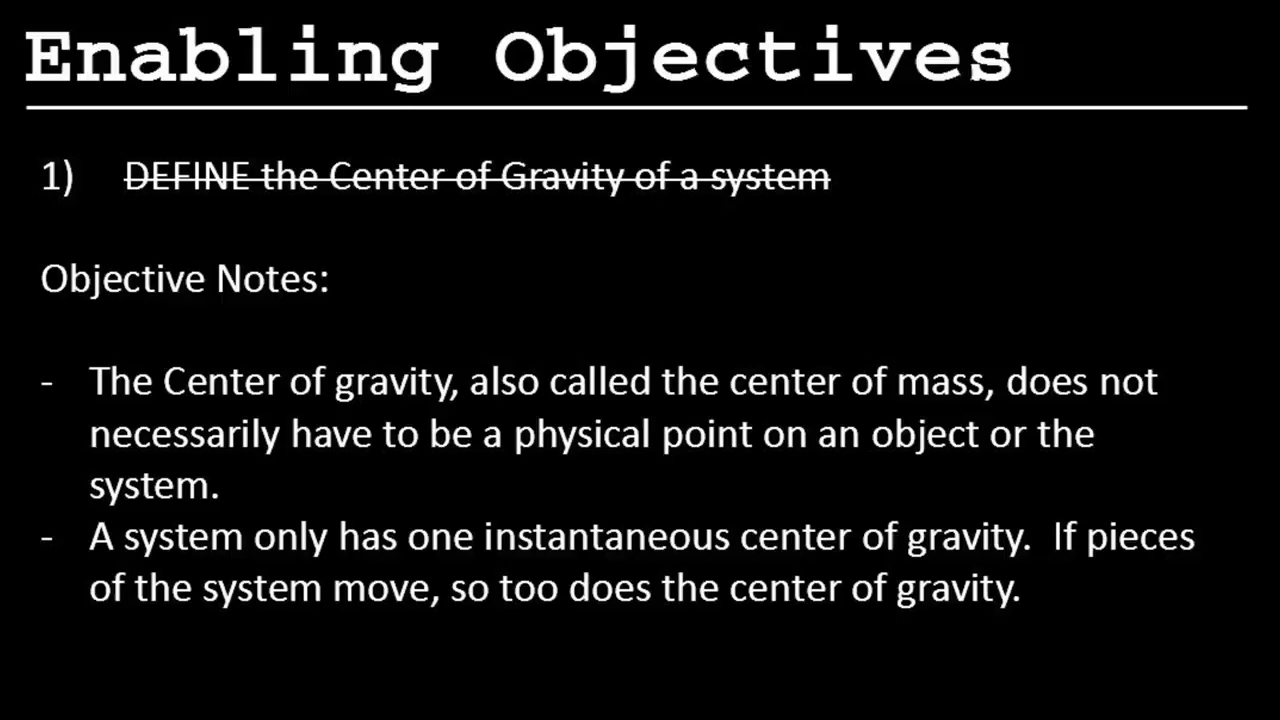 Enabling Objectives
1) DEFINE the Center of Gravity of a system
Objective Notes:
- The Center of gravity, also called the center of mass, does not
necessarily have to be a physical point on an object or the
system.
- A system only has one instantaneous center of gravity.  If pieces
of the system move, so too does the center of gravity.